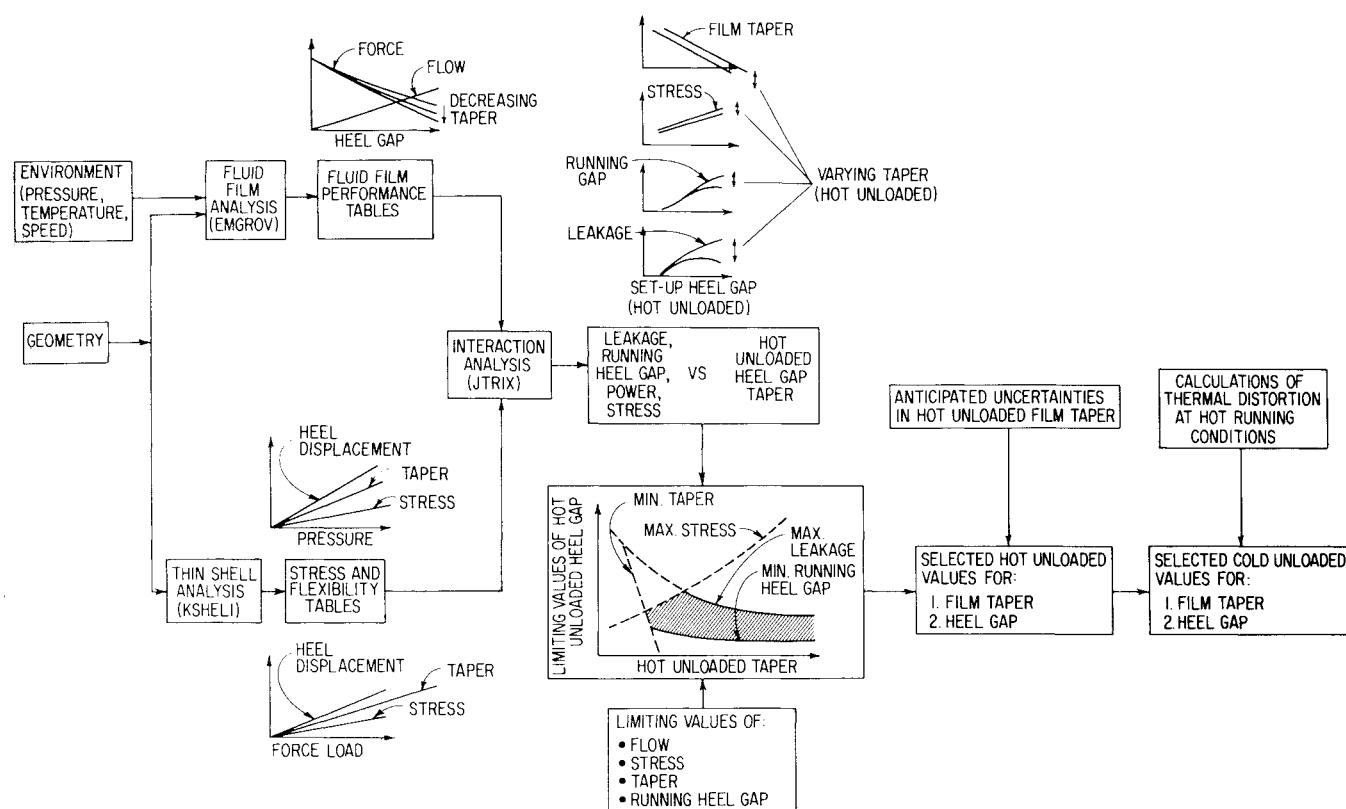 FORCE
FLOW
DECREASING
TAPER
HEEL GAP
FILM TAPER
STRESS
RUNNING
GAP
LEAKAGE
SET-UP HEEL GAP
(HOT UNLOADED)
VARYING TAPER
(HOT UNLOADED)
ENVIRONMENT
(PRESSURE,
TEMPERATURE,
SPEED)
FLUID
FILM
ANALYSIS
(EMGROV)
FLUID FILM
PERFORMANCE
TABLES
GEOMETRY
INTERACTION
ANALYSIS
(JTRIX)
LEAKAGE,
RUNNING
HEEL GAP,
POWER,
STRESS
VS
HOT
UNLOADED
HEEL GAP
TAPER
ANTICIPATED UNCERTAINTIES
IN HOT UNLOADED FILM TAPER
CALCULATIONS OF
THERMAL DISTORTION
AT HOT RUNNING
CONDITIONS
HEEL
DISPLACEMENT
TAPER
STRESS
PRESSURE
THIN SHELL
ANALYSIS
(KSHELI)
STRESS AND
FLEXIBILITY
TABLES
HEEL
DISPLACEMENT
TAPER
STRESS
FORCE LOAD
LIMITING VALUES OF HOT
UNLOADED HEEL GAP
MIN. TAPER
MAX. STRESS
MAX.
LEAKAGE
MIN. RUNNING
HEEL GAP
HOT UNLOADED TAPER
SELECTED HOT UNLOADED
VALUES FOR:
1. FILM TAPER
2. HEEL GAP
SELECTED COLD UNLOADED
VALUES FOR:
1. FILM TAPER
2. HEEL GAP
LIMITING VALUES OF:
• FLOW
• STRESS
• TAPER
• RUNNING HEEL GAP